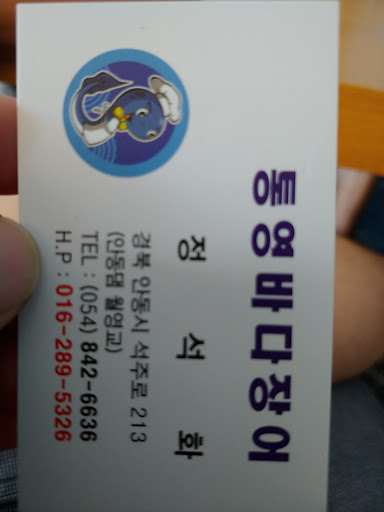 통영바다장어
정 석 화
경북 안동시 석주로 213
(안동댐 월영교)
TEL : (054) 842-6636
H.P : 016-289-5326